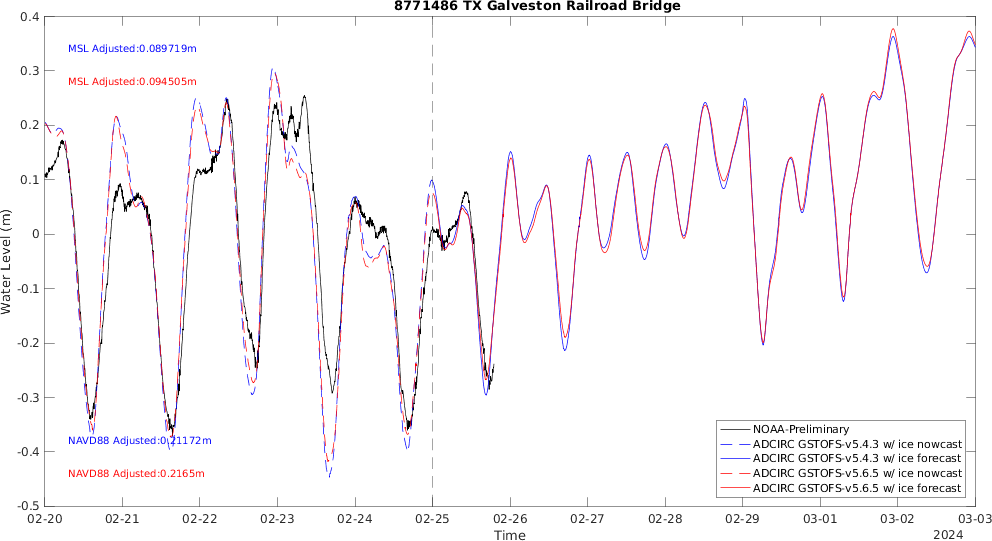 8771486 TX Galveston Railroad Bridge
MSL Adjusted:0.089719m
MSL Adjusted:0.094505m
NAVD88 Adjusted:0.21172m
NAVD88 Adjusted:0.2165m
Water Level (m)
0.4
0.3
0.2
0.1
0
-0.1
-0.2
-0.3
-0.4
-0.5
NOAA-Preliminary
ADCIRC GSTOFS-v5.4.3 w/ ice nowcast
ADCIRC GSTOFS-v5.4.3 w/ ice forecast
ADCIRC GSTOFS-v5.6.5 w/ ice nowcast
ADCIRC GSTOFS-v5.6.5 w/ ice forecast
02-20 02-21 02-22 02-23 02-24 02-25 02-26 02-27 02-28 02-29 03-01 03-02 03-03
Time
2024